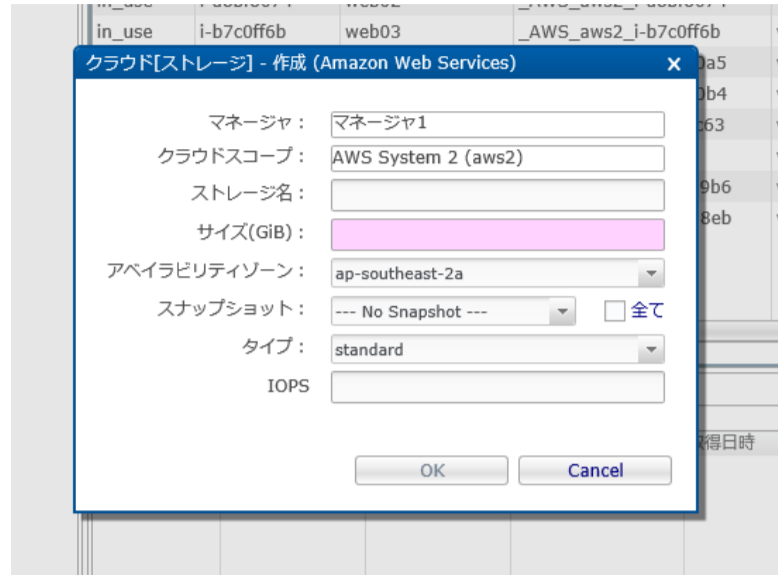 in_use i-b7c0ff6b web03 _AWS_aws2_i-b7c0ff6b
クラウド[ストレージ] - 作成 (Amazon Web Services)
0a5
0b4
マネージャ： マネージャ1
c63
クラウドスコープ： AWS System 2 (aws2)
ストレージ名：
9b6
サイズ(GiB)：
8eb
アベイラビリティゾーン： ap-southeast-2a
スナップショット： --- No Snapshot --- 全て
タイプ： standard
IOPS
得日時
OK Cancel